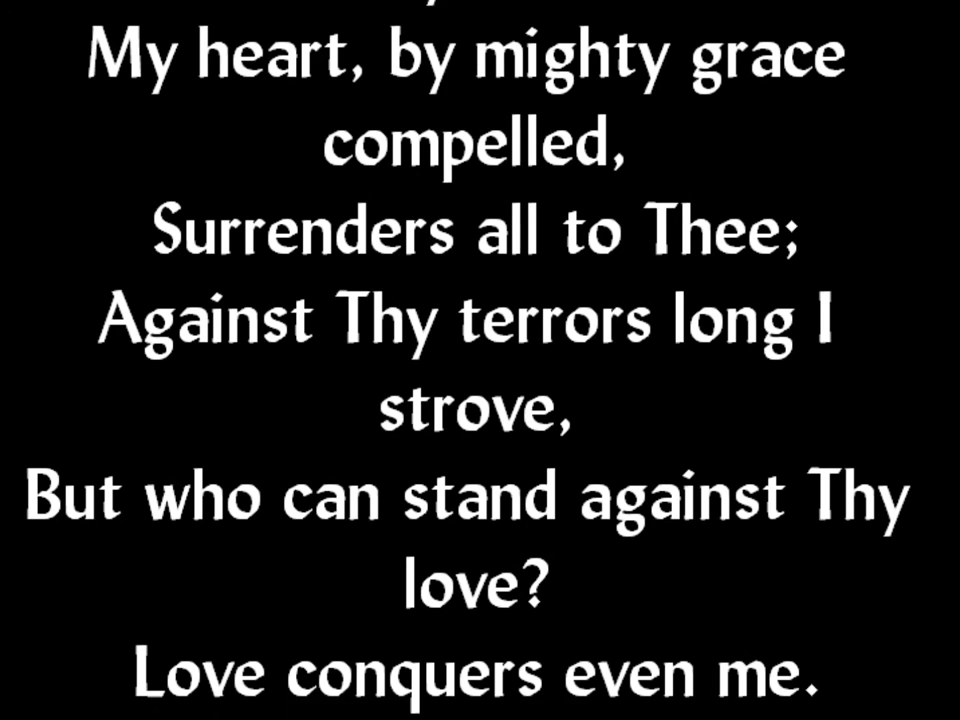 My heart, by mighty grace
compelled,
Surrenders all to Thee;
Against Thy terrors long I
strove,
But who can stand against Thy
love?
Love conquers even me.